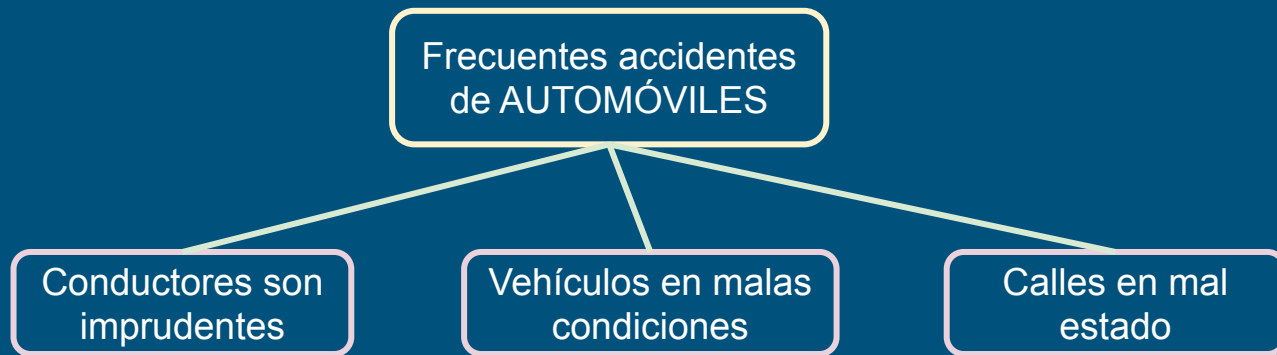 Frecuentes accidentes
de AUTOMÓVILES
Conductores son
imprudentes
Vehículos en malas
condiciones
Calles en mal
estado